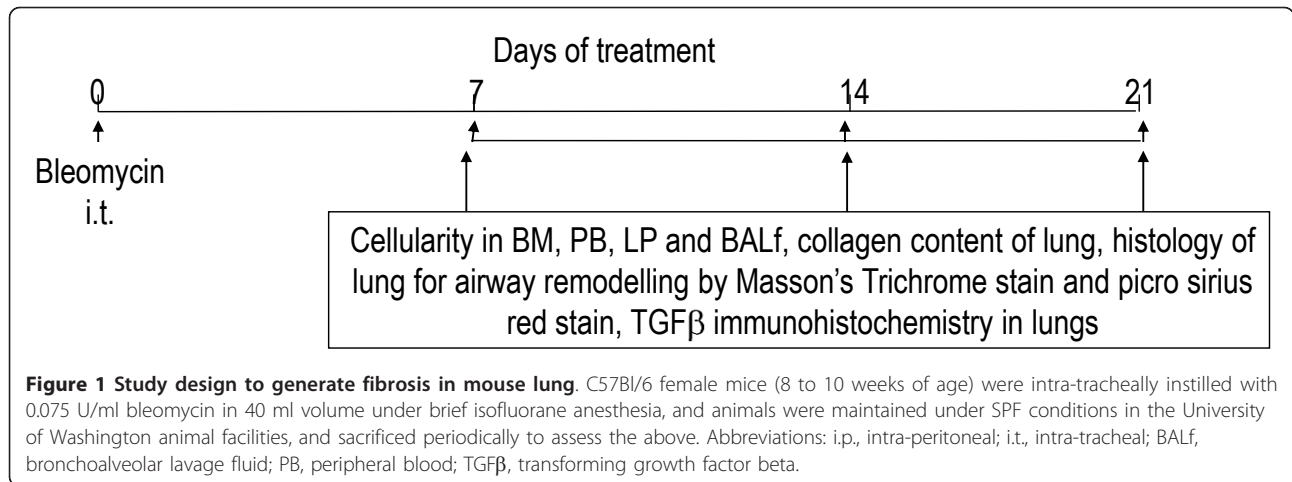 Days of treatment
0 7 14 21
Bleomycin
i.t.
Cellularity in BM, PB, LP and BALf, collagen content of lung, histology of
lung for airway remodelling by Masson's Trichrome stain and picro sirius
red stain, TGFβ immunohistochemistry in lungs
Figure 1 Study design to generate fibrosis in mouse lung. C57Bl/6 female mice (8 to 10 weeks of age) were intra-tracheally instilled with
0.075 U/ml bleomycin in 40 ml volume under brief isofluorane anesthesia, and animals were maintained under SPF conditions in the University
of Washington animal facilities, and sacrificed periodically to assess the above. Abbreviations: i.p., intra-peritoneal; i.t., intra-tracheal; BALf,
bronchoalveolar lavage fluid; PB, peripheral blood; TGFβ, transforming growth factor beta.